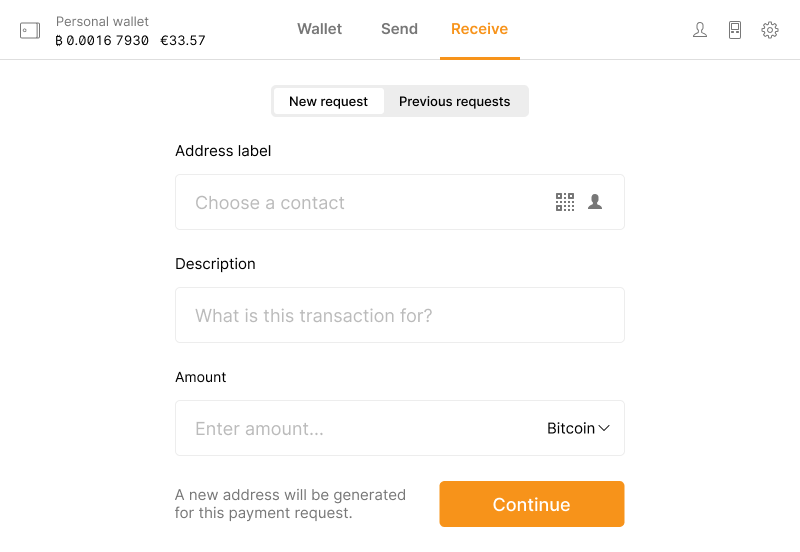 Personal wallet
₿ 0.0016 7930 €33.57
Wallet Send Receive
New request Previous requests
Address label
Choose a contact
Description
What is this transaction for?
Amount
Enter amount... Bitcoin
A new address will be generated
for this payment request.
Continue